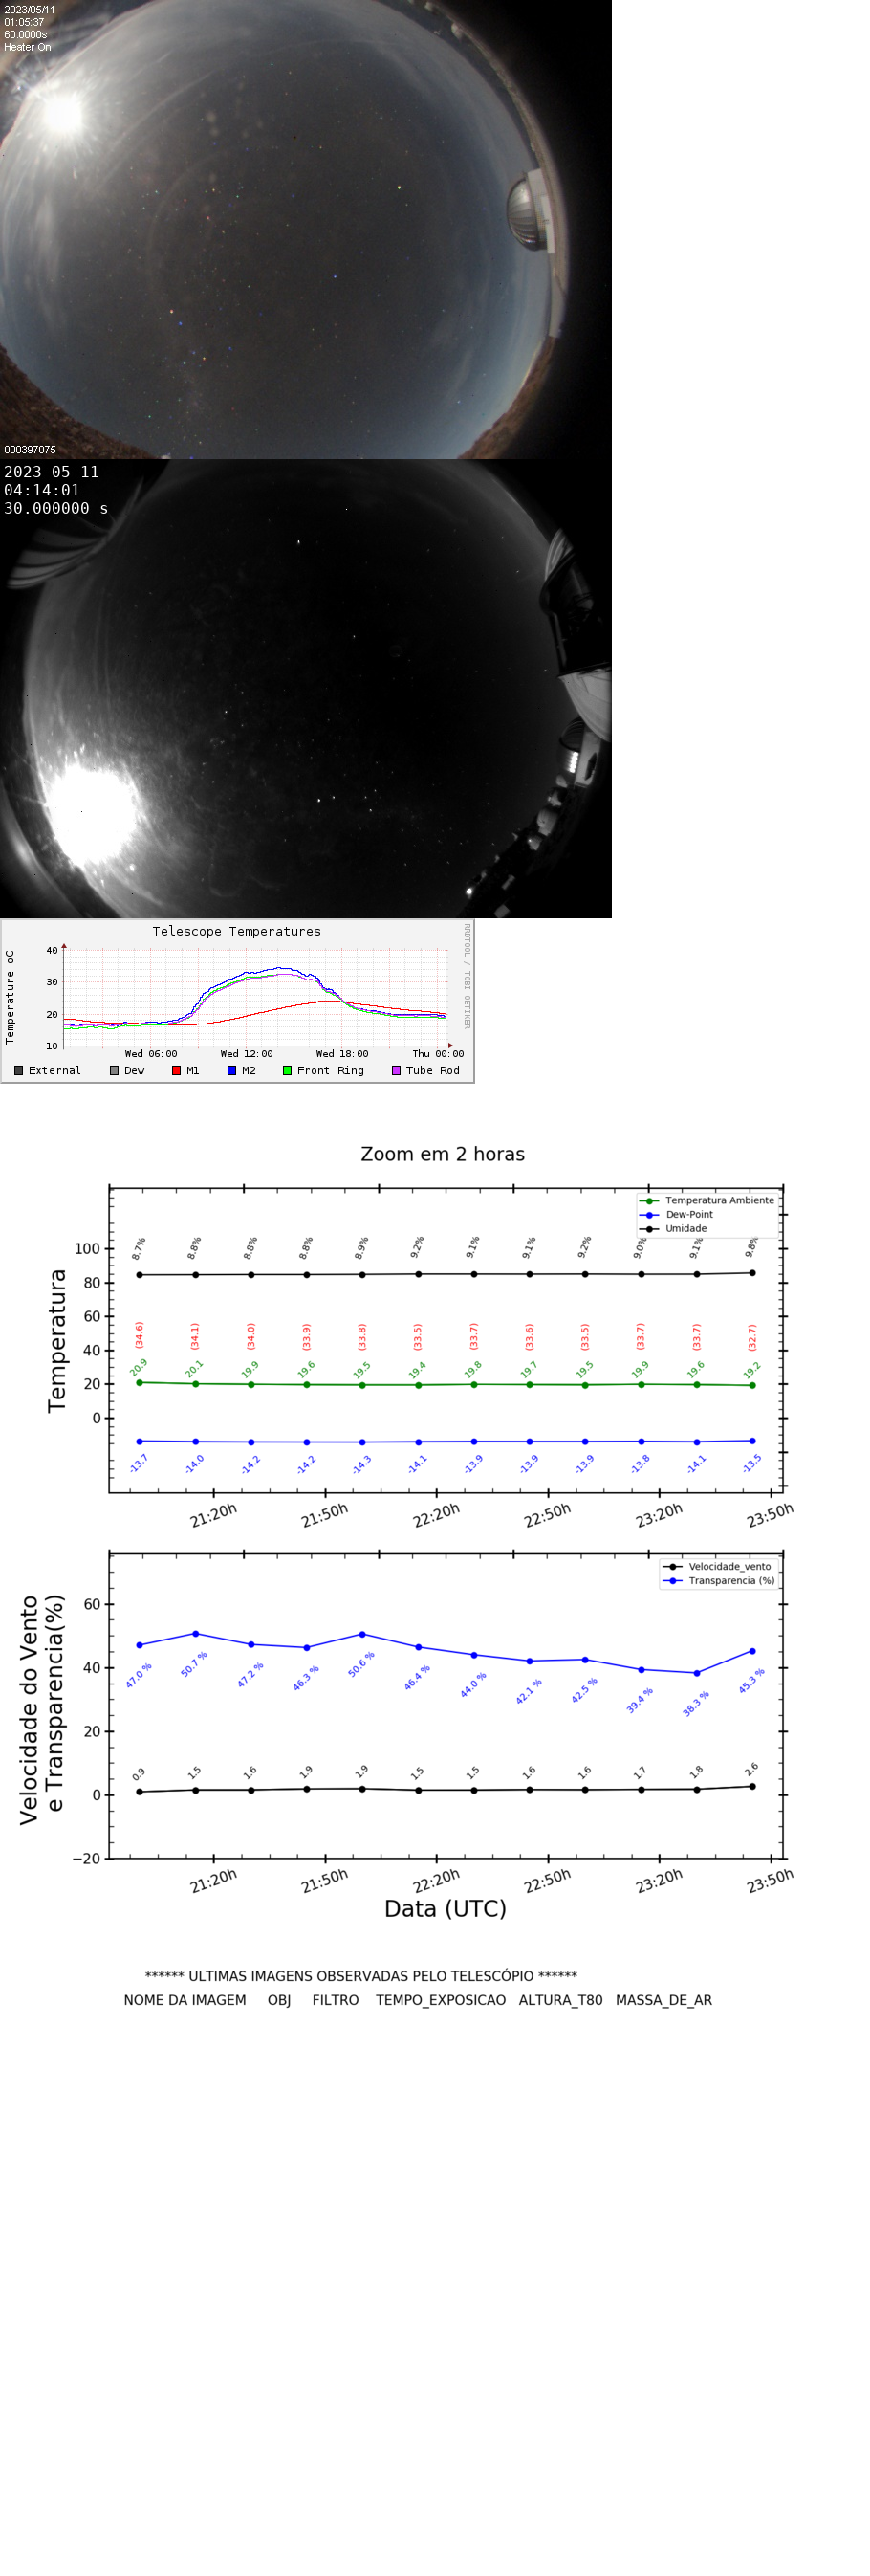 2023/05/11
01:05:37
60.0000s
Heater On
000397075
2023-05-11
04:14:01
30.000000 s
Telescope Temperatures
RRDTOOL / TOBI OETIKER
Temperature oC
40
30
20
10
Wed 06:00 Wed 12:00 Wed 18:00 Thu 00:00
External Dew M1 M2 Front Ring Tube Rod
Zoom em 2 horas
Temperatura Ambiente
Dew-Point
Umidade
Temperatura
100
80
60
40
20
0
8.7% 8.8% 8.8% 8.8% 8.9% 9.2% 9.1% 9.1% 9.2% 9.0% 9.1% 9.8%
(34.6) (34.1) (34.0) (33.9) (33.8) (33.5) (33.7) (33.6) (33.5) (33.7) (33.7) (32.7)
20.9 20.1 19.9 19.6 19.5 19.4 19.8 19.7 19.5 19.9 19.6 19.2
-13.7 -14.0 -14.2 -14.2 -14.3 -14.1 -13.9 -13.9 -13.9 -13.8 -14.1 -13.5
21:20h 21:50h 22:20h 22:50h 23:20h 23:50h
Velocidade_vento
Transparencia (%)
Velocidade do Vento
e Transparencia(%)
60
40
20
0
−20
47.0 % 50.7 % 47.2 % 46.3 % 50.6 % 46.4 % 44.0 % 42.1 % 42.5 % 39.4 % 38.3 % 45.3 %
0.9 1.5 1.6 1.9 1.9 1.5 1.5 1.6 1.6 1.7 1.8 2.6
21:20h 21:50h 22:20h 22:50h 23:20h 23:50h
Data (UTC)
****** ULTIMAS IMAGENS OBSERVADAS PELO TELESCÓPIO ******
NOME DA IMAGEM OBJ FILTRO TEMPO_EXPOSICAO ALTURA_T80 MASSA_DE_AR